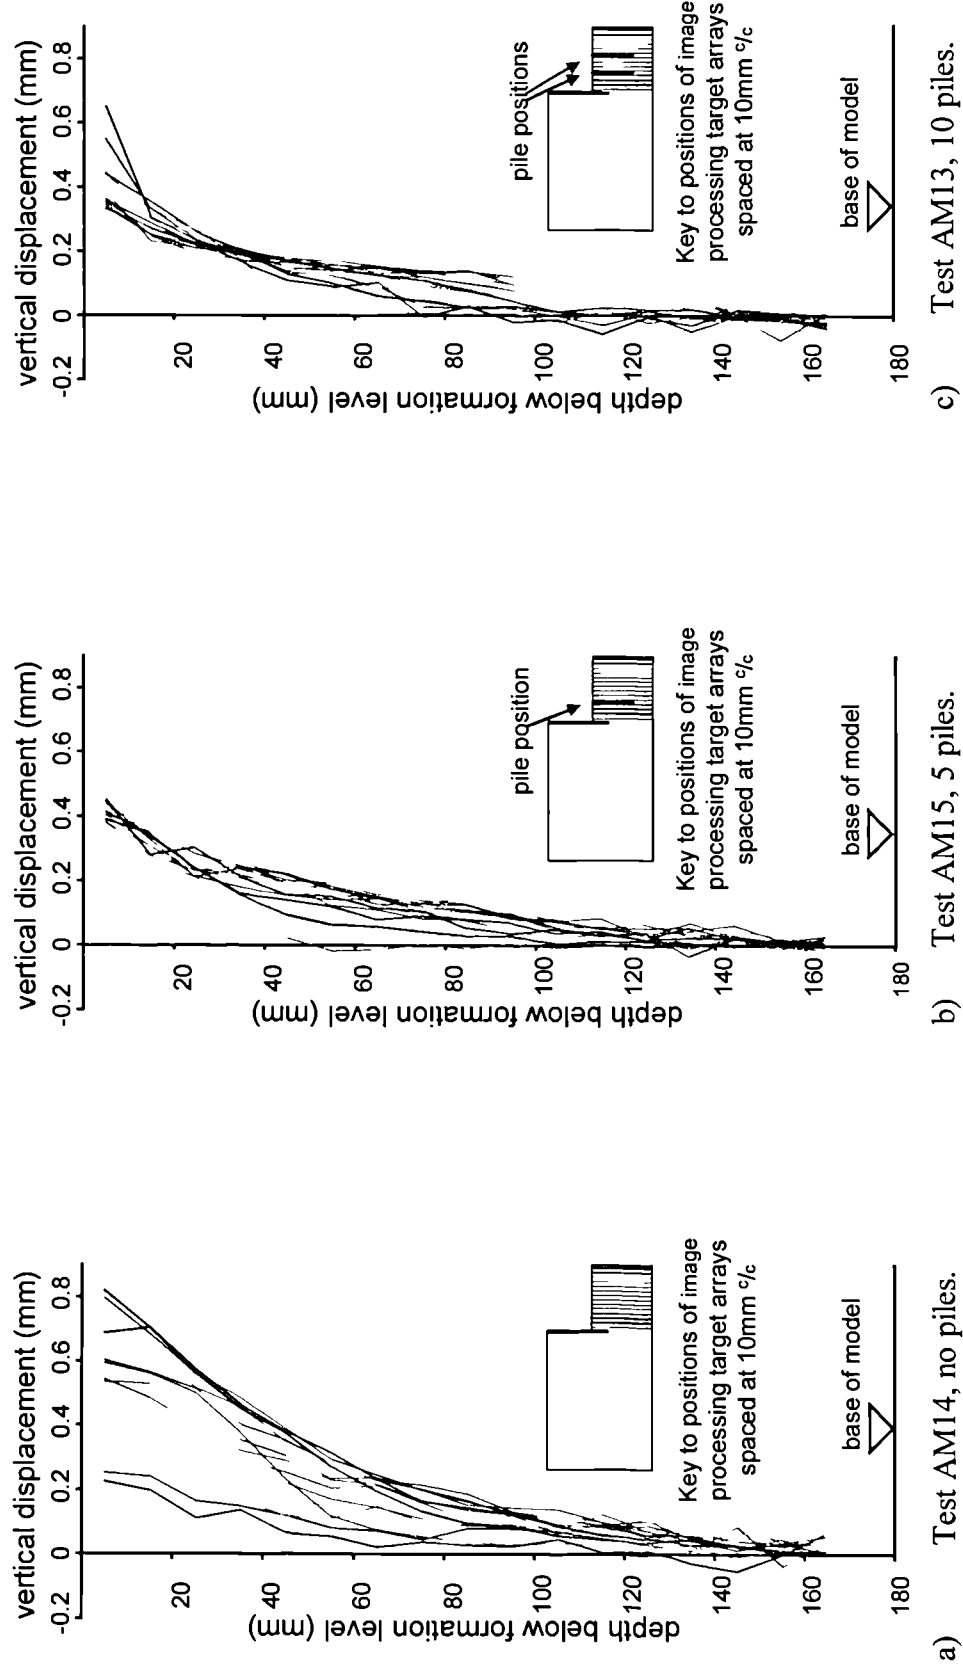 vertical displacement (mm)
-0.2 0 0.2 0.4 0.6 0.8
depth below formation level (mm)
20
40
60
80
100
120
140
160
180
Key to positions of image
processing target arrays
spaced at 10mm c/c
base of model
a) Test AM14, no piles.
vertical displacement (mm)
-0.2 0 0.2 0.4 0.6 0.8
depth below formation level (mm)
20
40
60
80
100
120
140
160
180
pile position
Key to positions of image
processing target arrays
spaced at 10mm c/c
base of model
b) Test AM15, 5 piles.
vertical displacement (mm)
-0.2 0 0.2 0.4 0.6 0.8
depth below formation level (mm)
20
40
60
80
100
120
140
160
180
pile positions
Key to positions of image
processing target arrays
spaced at 10mm c/c
base of model
c) Test AM13, 10 piles.